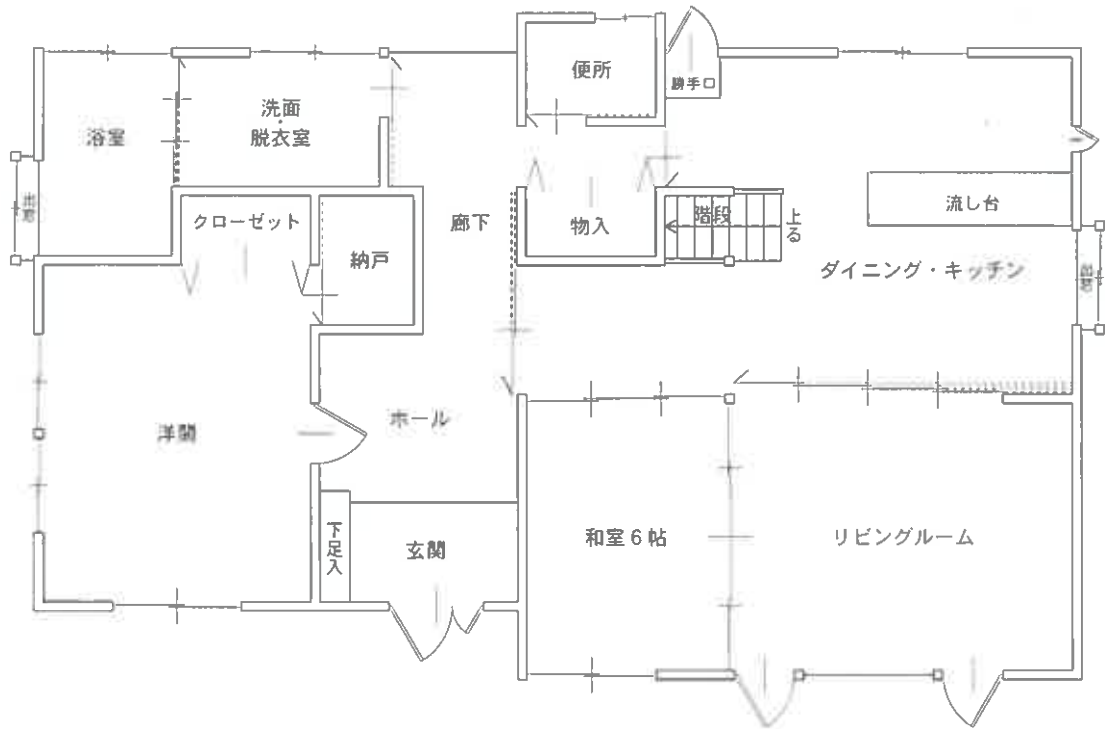 便所
勝手口
洗面
・
脱衣室
浴室
出窓
クローゼット
納戸
廊下
物入
階段
上る
流し台
ダイニング・キッチン
出窓
洋間
ホール
下足入
玄関
和室6帖
リビングルーム